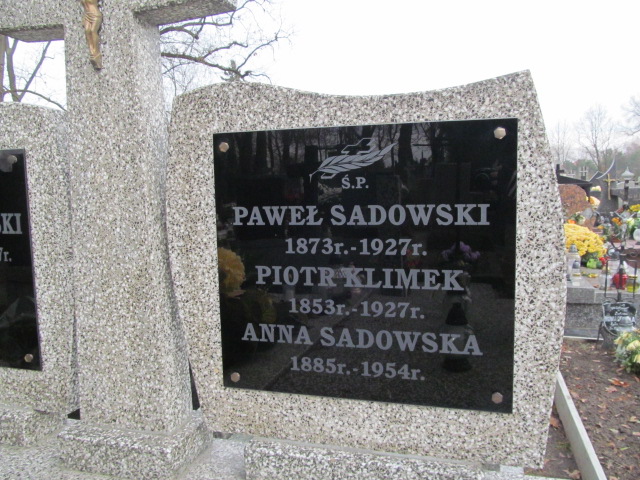 Ś.P.
PAWEŁ SADOWSKI
1873r.-1927r.
PIOTR KLIMEK
1853r.-1927r.
ANNA SADOWSKA
1885r.-1954r.